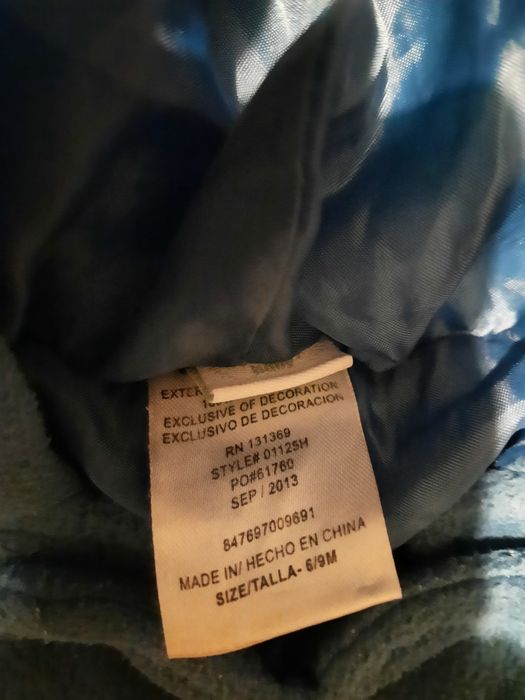 EXTER
EXCLUSIVE OF DECORATION
EXCLUSIVO DE DECORACION
RN 131369
STYLE# 01125H
PO#61760
SEP / 2013
847697009691
MADE IN/ HECHO EN CHINA
SIZE/TALLA- 6/9M